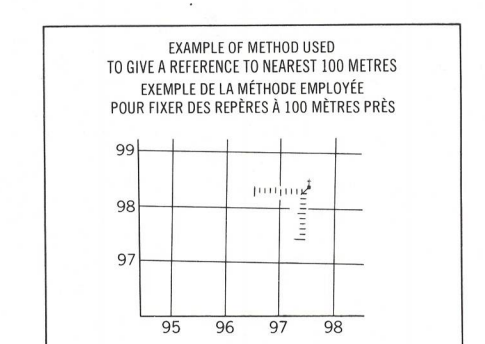 EXAMPLE OF METHOD USED
TO GIVE A REFERENCE TO NEAREST 100 METRES
EXEMPLE DE LA MÉTHODE EMPLOYÉE
POUR FIXER DES REPÈRES À 100 MÈTRES PRÈS
99
98
97
95 96 97 98